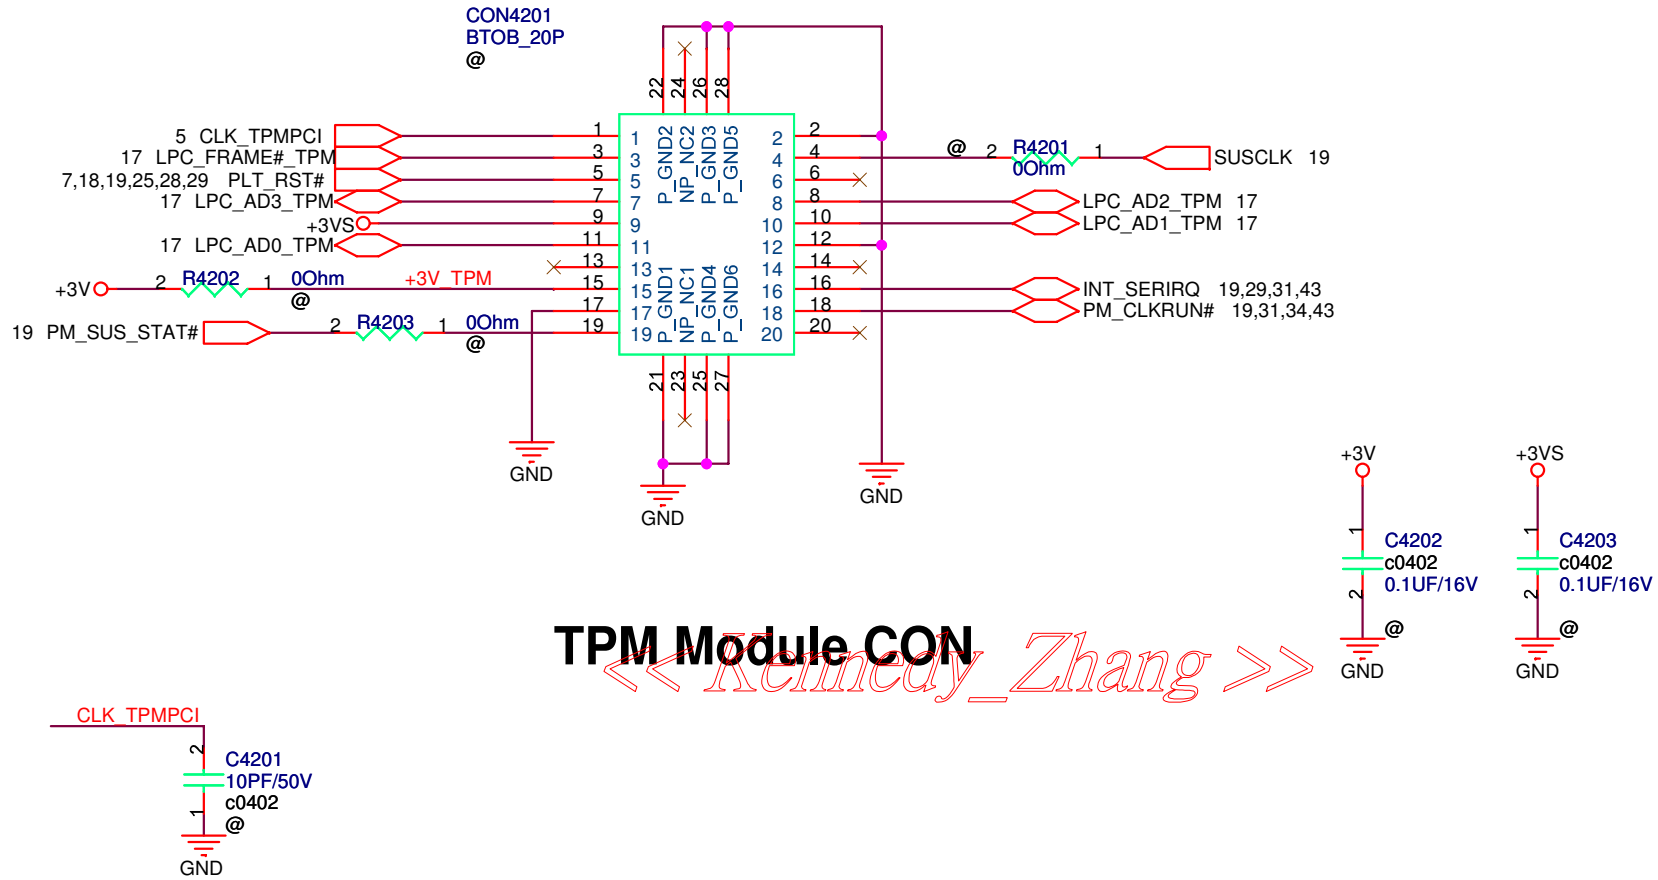 CON4201
BTOB_20P
@
22 24 26 28
5 CLK_TPMPCI 1 1 P_GND2 NP_NC2 P_GND3 P_GND5 2 2
17 LPC_FRAME#_TPM 3 3 4 4 @ 2 R4201 1 SUSCLK 19
0Ohm
7,18,19,25,28,29 PLT_RST# 5 5 6 6
17 LPC_AD3_TPM 7 7 8 8 LPC_AD2_TPM 17
+3VS 9 9 10 10 LPC_AD1_TPM 17
17 LPC_AD0_TPM 11 11 12 12
13 13 P_GND1 NP_NC1 P_GND4 P_GND6 14 14
+3V 2 R4202 1 0Ohm +3V_TPM 15 15 16 16 INT_SERIRQ 19,29,31,43
@
17 17 18 18 PM_CLKRUN# 19,31,34,43
19 PM_SUS_STAT# 2 R4203 1 0Ohm 19 19 20 20
@
21 23 25 27
GND
GND
GND
+3V
1
C4202
c0402
0.1UF/16V
2
@
GND
+3VS
1
C4203
c0402
0.1UF/16V
2
@
GND
TPM Module CON
<< Kennedy_Zhang >>
CLK_TPMPCI
2
C4201
10PF/50V
c0402
1
@
GND